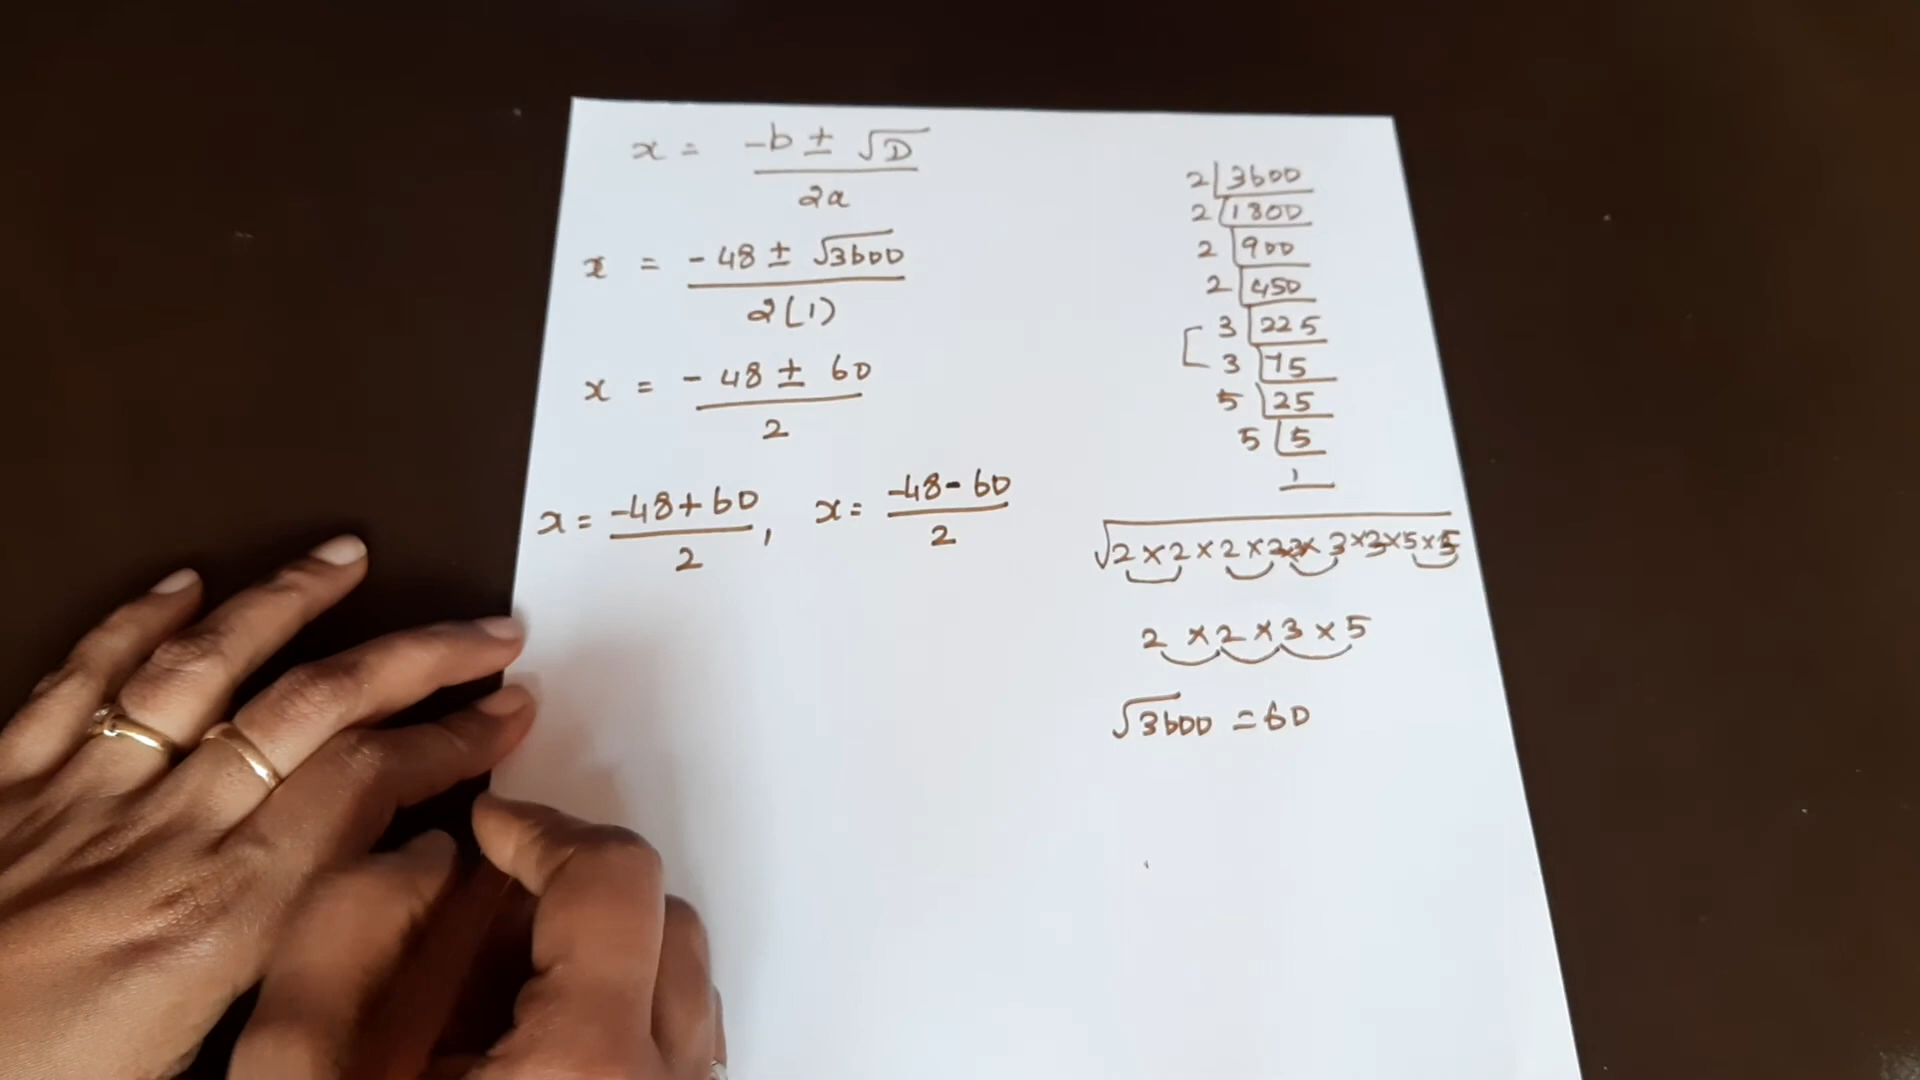 x = -b ± √D
2a
x = -48 ± √3600
2(1)
x = -48 ± 60
2
x = -48+60 , x = -48-60
2 2
2 3600
2 1800
2 900
2 450
3 225
3 75
5 25
5 5
1
√2×2×2×2×3×3×5×5
2×2×3×5
√3600 = 60